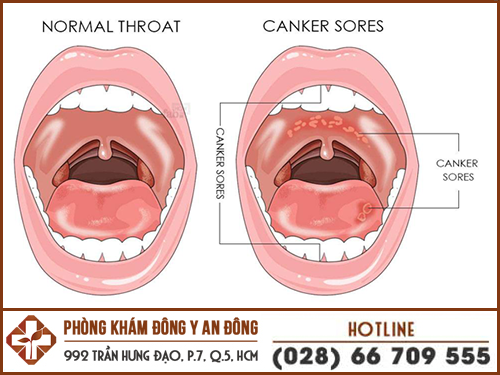 NORMAL THROAT
CANKER SORES
CANKER SORES
CANKER
SORES
PHÒNG KHÁM ĐÔNG Y AN ĐÔNG
992 TRẦN HƯNG ĐẠO, P.7, Q.5, HCM
HOTLINE
(028) 66 709 555